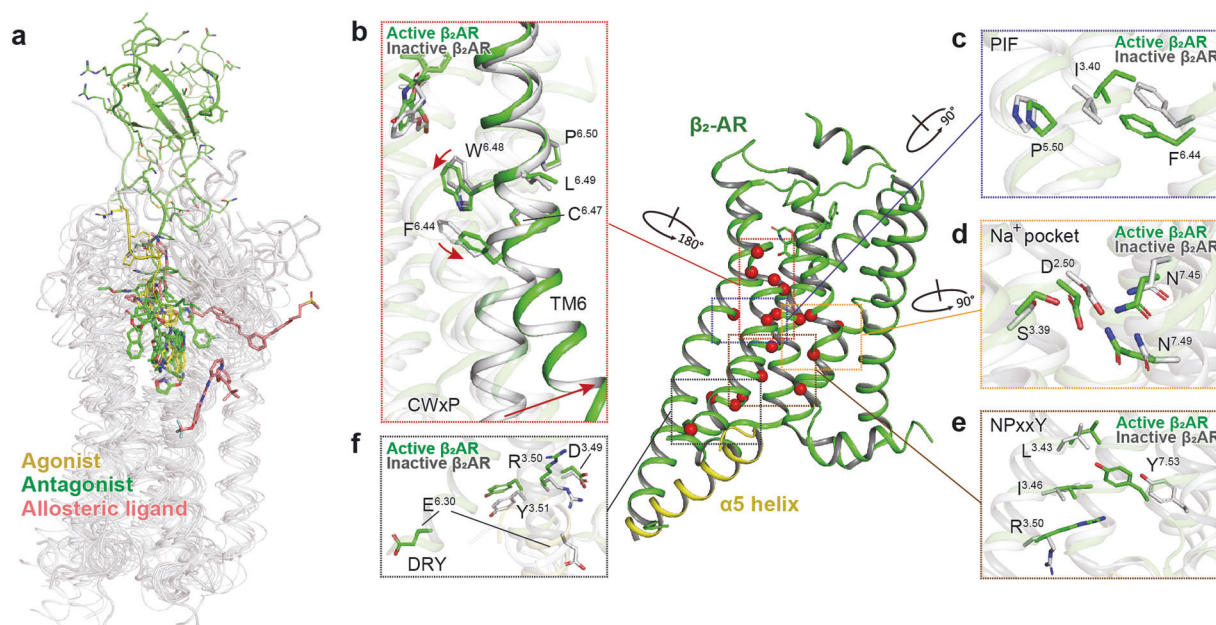 a
Agonist
Antagonist
Allosteric ligand
b
Active β₂AR
Inactive β₂AR
P6.50
W6.48
L6.49
C6.47
F6.44
TM6
CWxP
β₂-AR
180°
90°
90°
α5 helix
c
PIF
Active β₂AR
Inactive β₂AR
I3.40
P5.50
F6.44
d
Na+ pocket
Active β₂AR
Inactive β₂AR
D2.50
N7.45
S3.39
N7.49
e
NPxxY
Active β₂AR
Inactive β₂AR
L3.43
Y7.53
I3.46
R3.50
f
Active β₂AR
Inactive β₂AR
R3.50
D3.49
E6.30
Y3.51
DRY